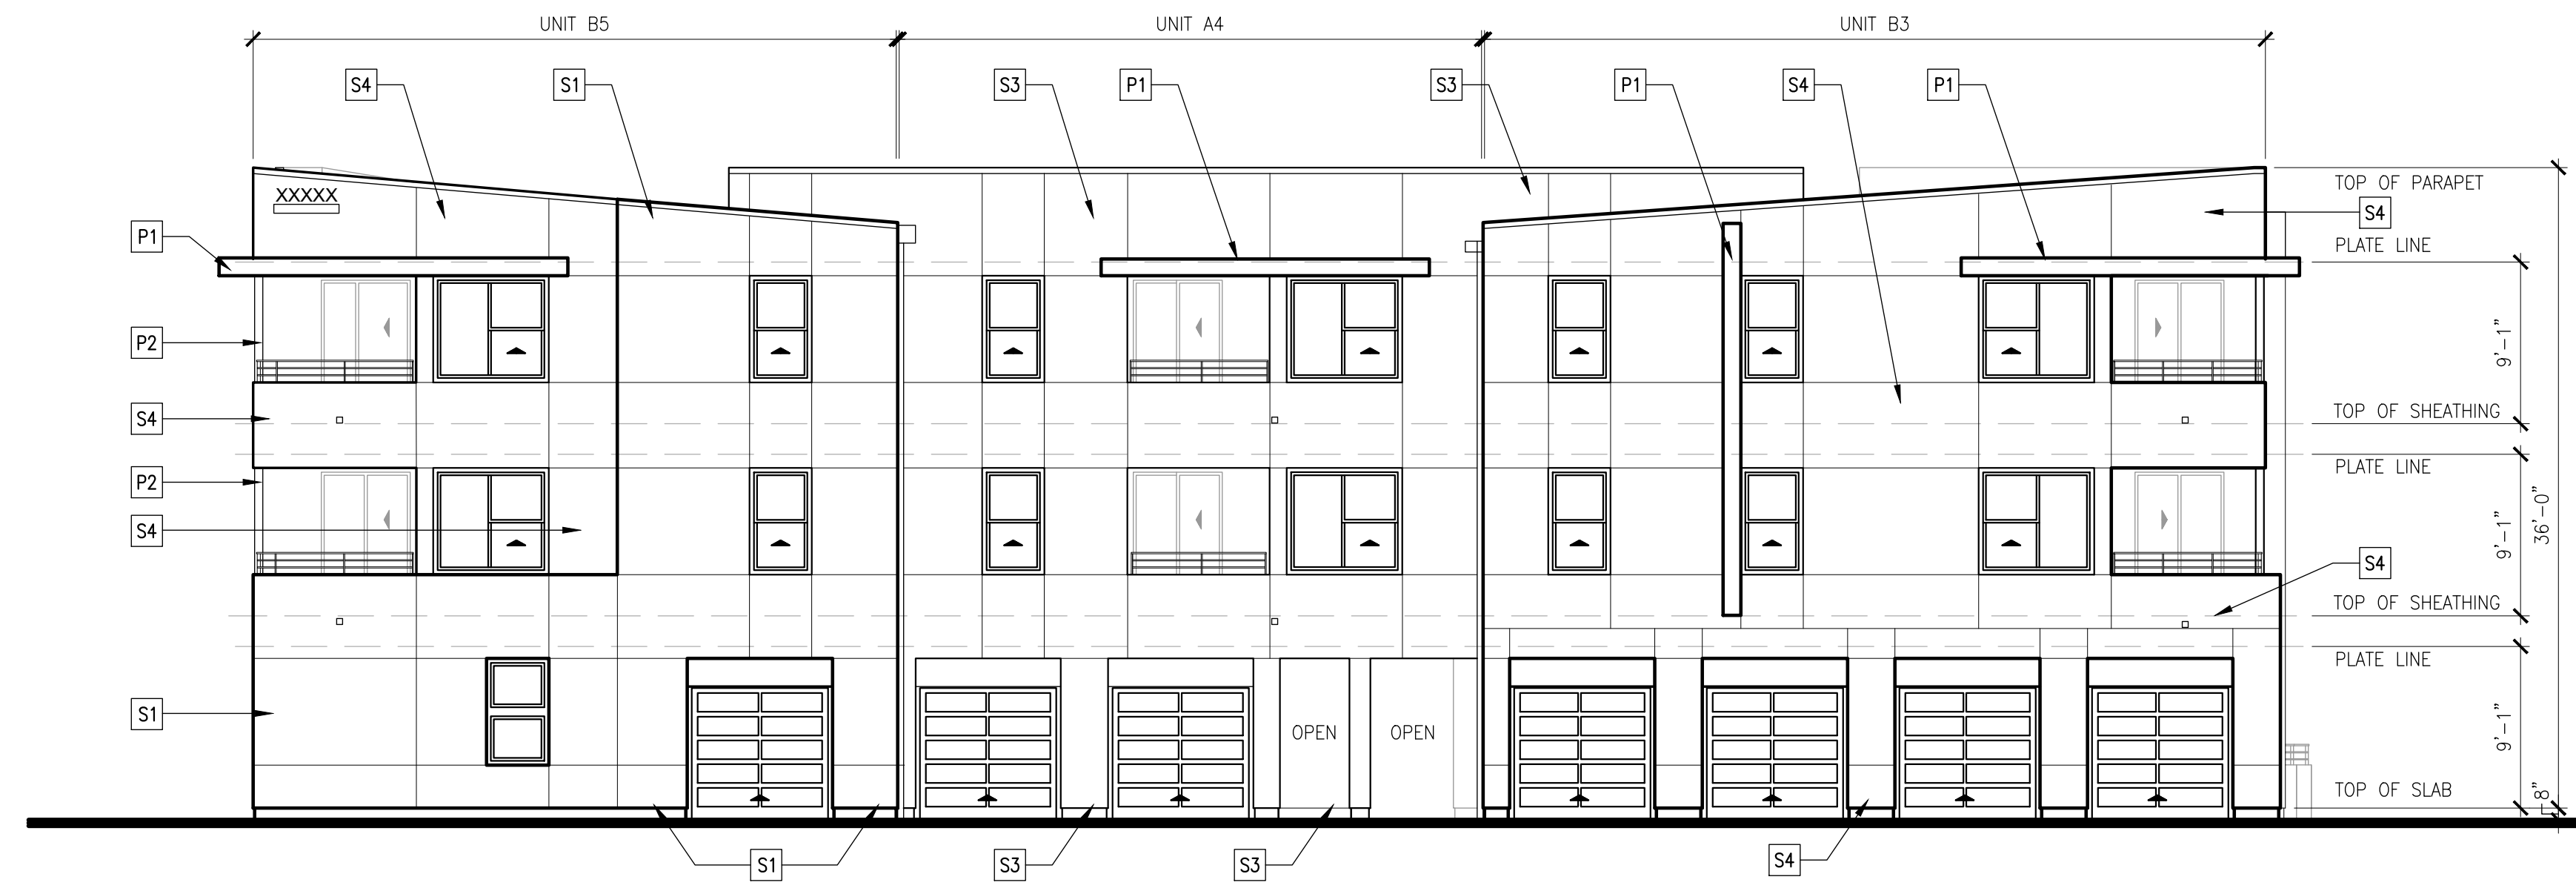 UNIT B5
UNIT A4
UNIT B3
S4
S1
S3
P1
S3
P1
S4
P1
XXXXX
TOP OF PARAPET
S4
P1
PLATE LINE
P2
9'-1"
S4
TOP OF SHEATHING
P2
PLATE LINE
S4
9'-1"
36'-0"
S4
TOP OF SHEATHING
PLATE LINE
S1
OPEN
OPEN
9'-1"
TOP OF SLAB
8"
S1
S3
S3
S4